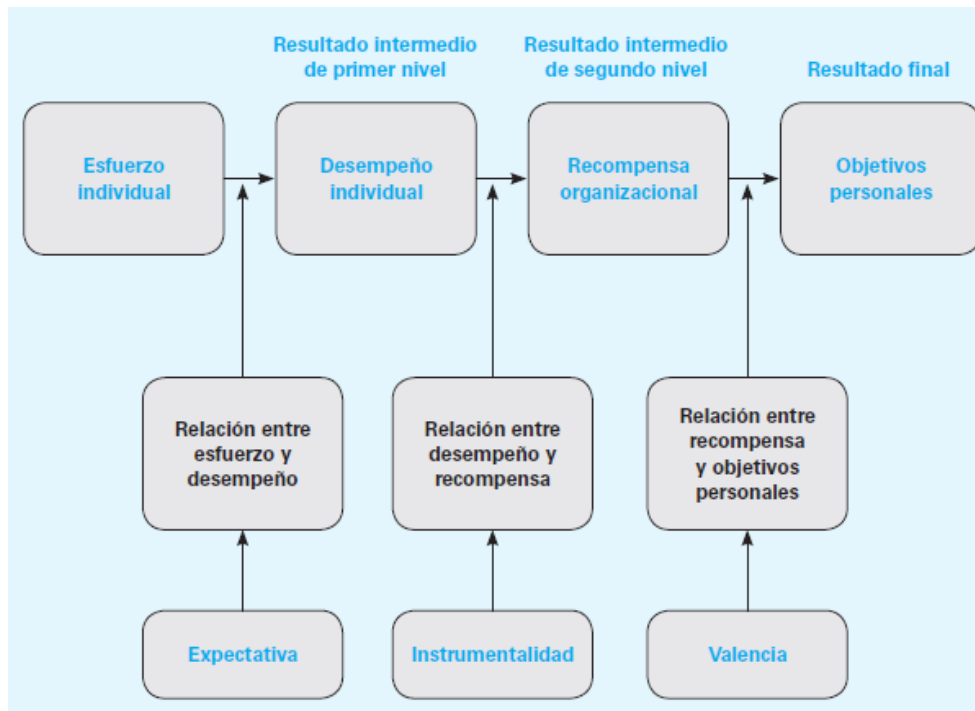 Resultado intermedio
de primer nivel
Resultado intermedio
de segundo nivel
Resultado final
Esfuerzo
individual
Desempeño
individual
Recompensa
organizacional
Objetivos
personales
Relación entre
esfuerzo y
desempeño
Relación entre
desempeño y
recompensa
Relación entre
recompensa
y objetivos
personales
Expectativa
Instrumentalidad
Valencia